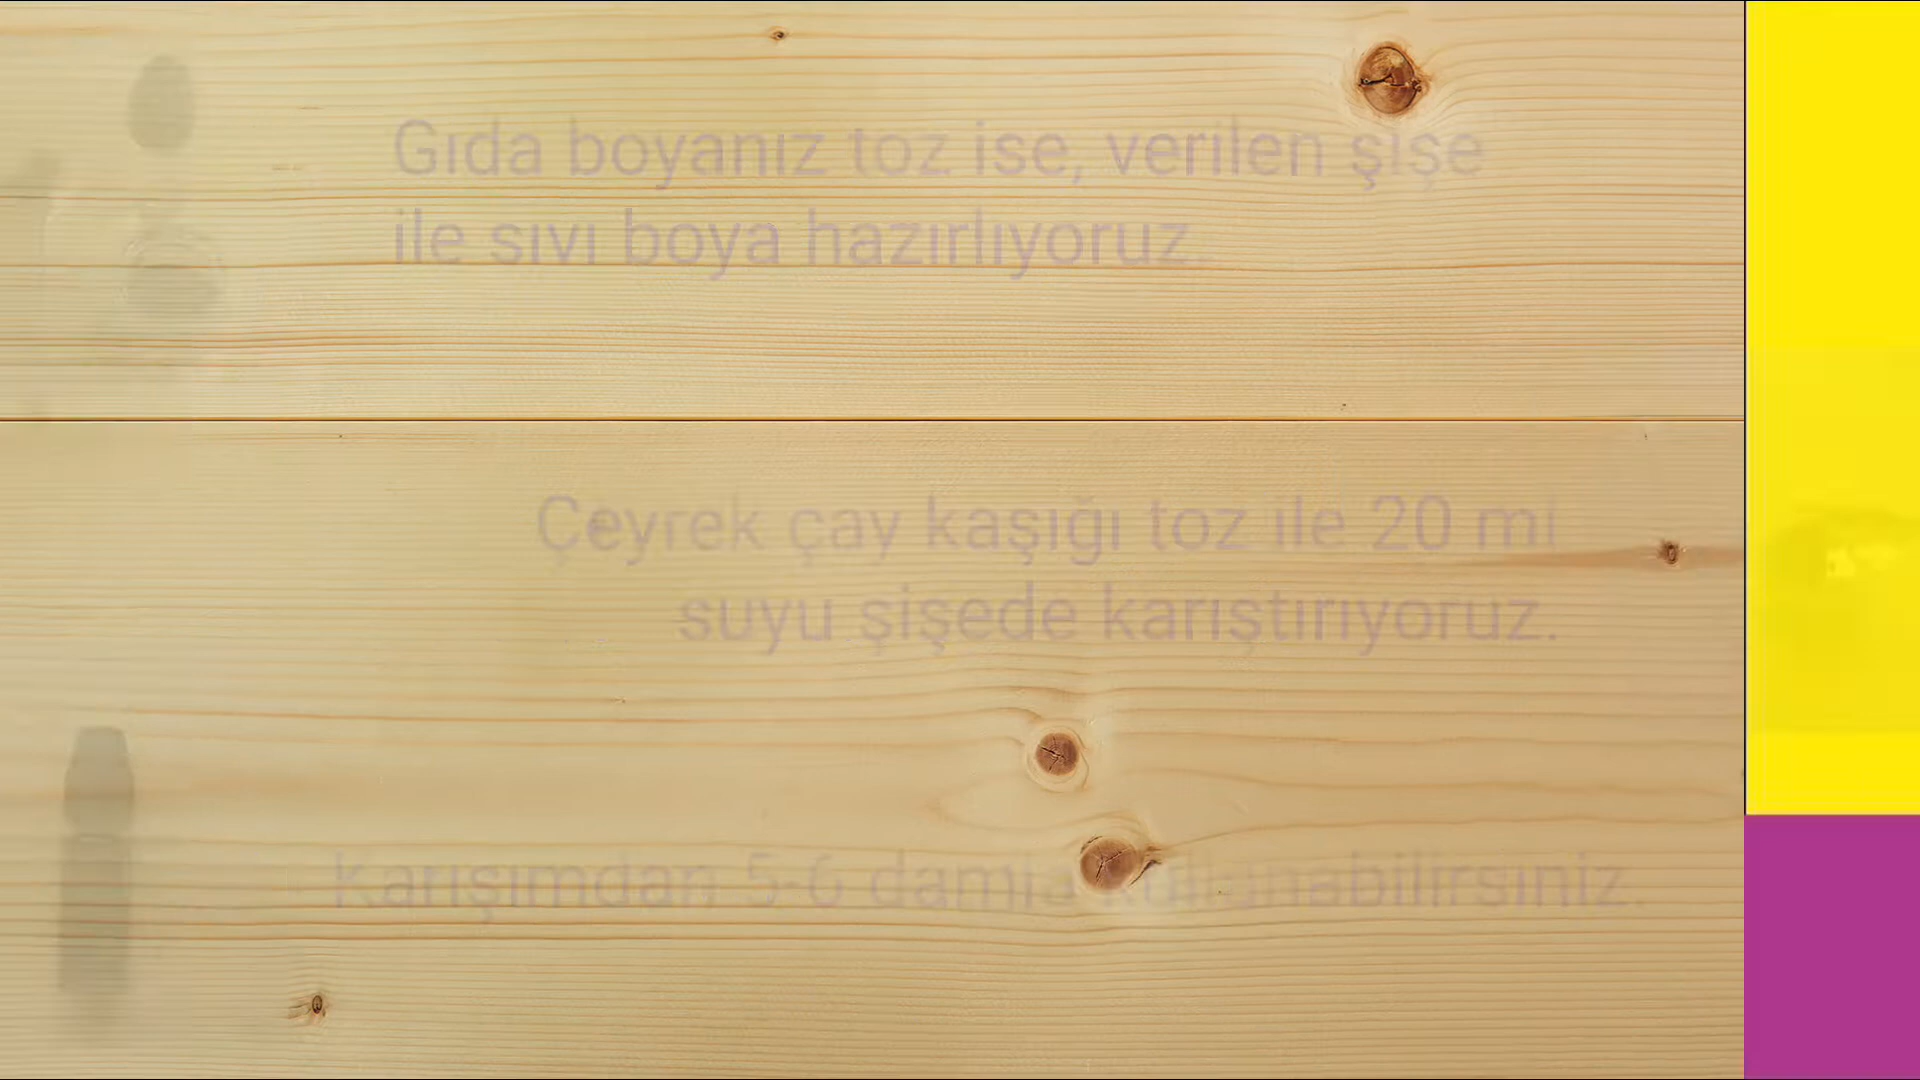 Gıda boyanız toz ise, verilen şişe
ile sıvı boya hazırlıyoruz.
Çeyrek çay kaşığı toz ile 20 ml
suyu şişede karıştırıyoruz.
Karışımdan 5-6 damla kullanabilirsiniz.